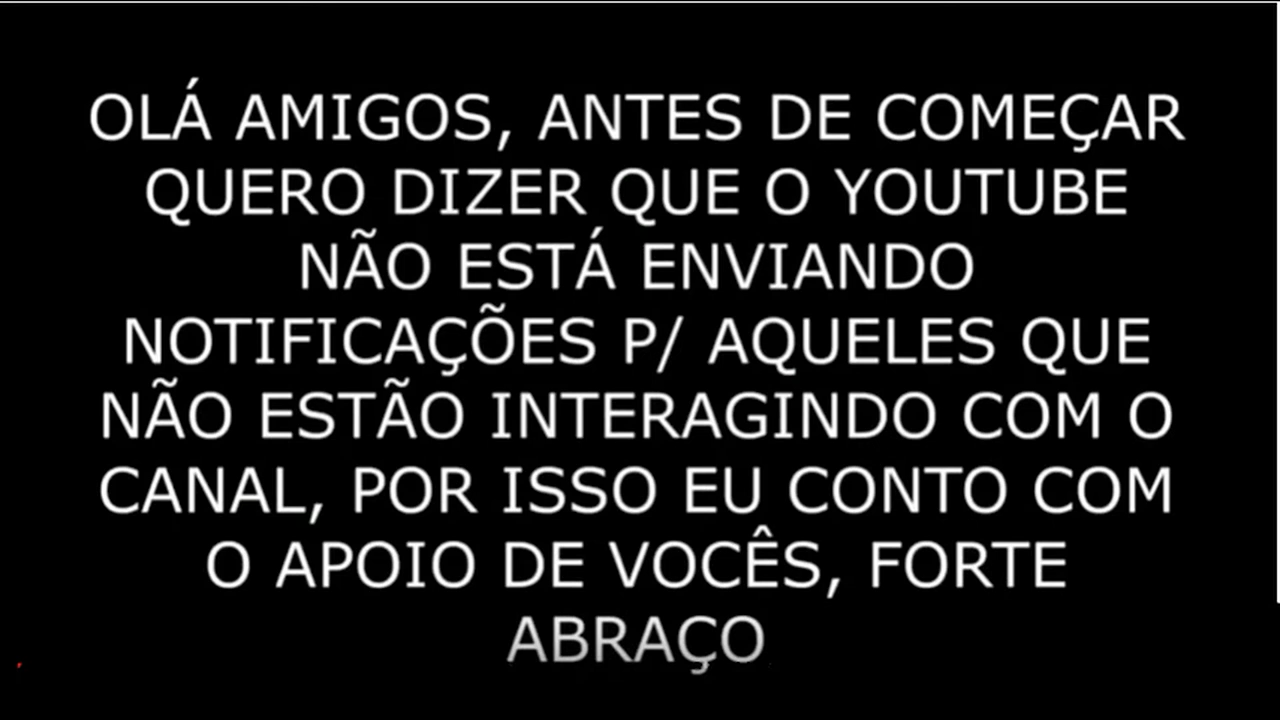 OLÁ AMIGOS, ANTES DE COMEÇAR
QUERO DIZER QUE O YOUTUBE
NÃO ESTÁ ENVIANDO
NOTIFICAÇÕES P/ AQUELES QUE
NÃO ESTÃO INTERAGINDO COM O
CANAL, POR ISSO EU CONTO COM
O APOIO DE VOCÊS, FORTE
ABRAÇO